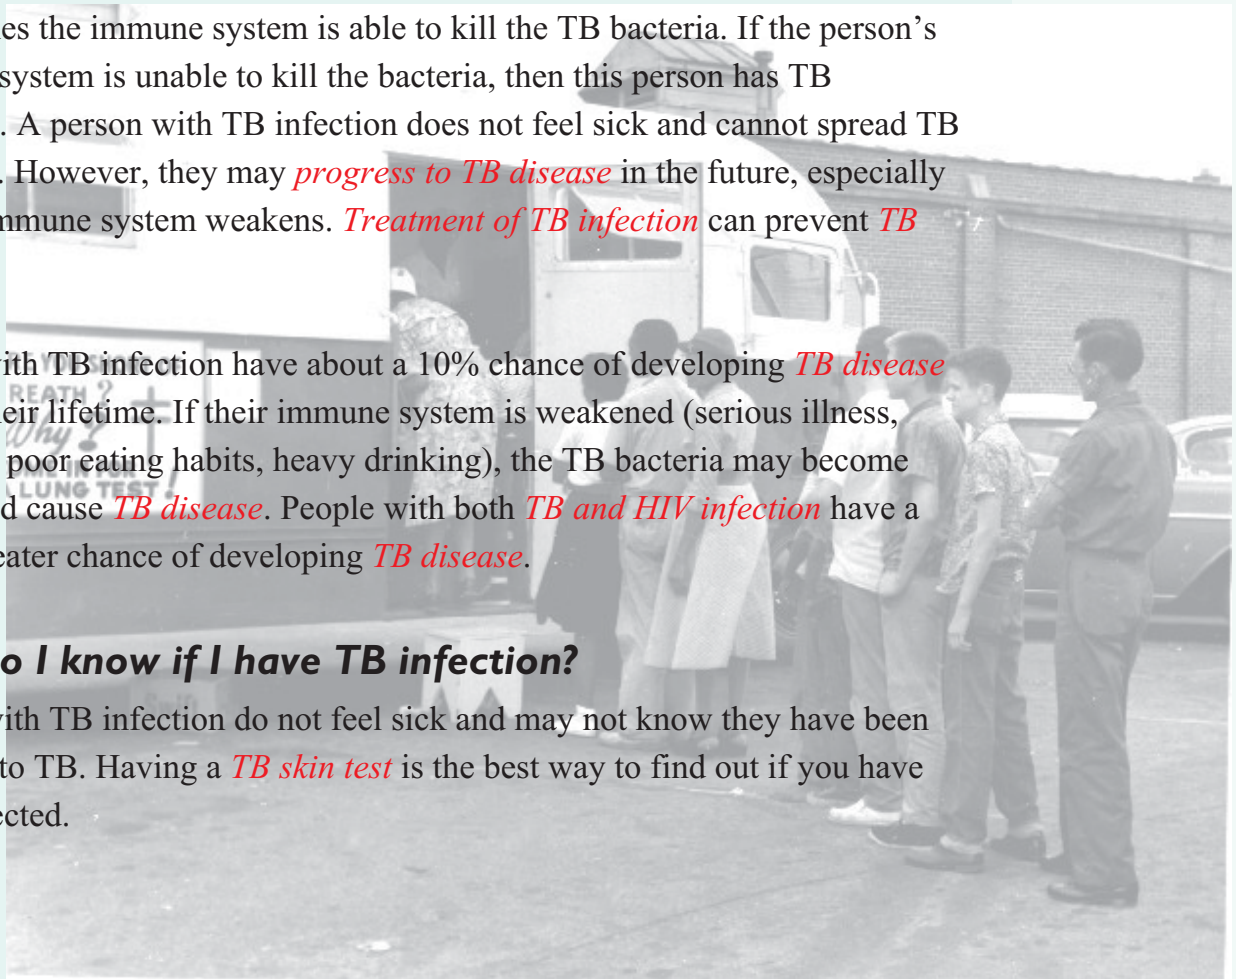 es the immune system is able to kill the TB bacteria. If the person's
system is unable to kill the bacteria, then this person has TB
. A person with TB infection does not feel sick and cannot spread TB
. However, they may progress to TB disease in the future, especially
mmune system weakens. Treatment of TB infection can prevent TB
ith TB infection have about a 10% chance of developing TB disease
eir lifetime. If their immune system is weakened (serious illness,
poor eating habits, heavy drinking), the TB bacteria may become
d cause TB disease. People with both TB and HIV infection have a
eater chance of developing TB disease.
o I know if I have TB infection?
with TB infection do not feel sick and may not know they have been
to TB. Having a TB skin test is the best way to find out if you have
ected.
REATH?
Why?
LUNG TEST!